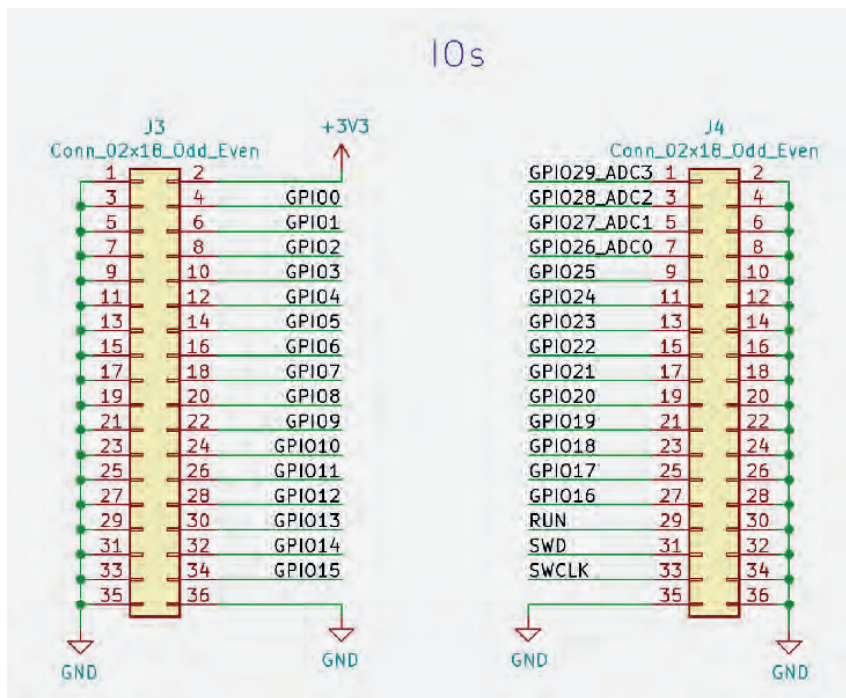 IOs
J3 +3V3 J4
Conn_02x18_Odd_Even Conn_02x18_Odd_Even
1 2 GPIO29_ADC3 1 2
3 4 GPIO0 GPIO28_ADC2 3 4
5 6 GPIO1 GPIO27_ADC1 5 6
7 8 GPIO2 GPIO26_ADC0 7 8
9 10 GPIO3 GPIO25 9 10
11 12 GPIO4 GPIO24 11 12
13 14 GPIO5 GPIO23 13 14
15 16 GPIO6 GPIO22 15 16
17 18 GPIO7 GPIO21 17 18
19 20 GPIO8 GPIO20 19 20
21 22 GPIO9 GPIO19 21 22
23 24 GPIO10 GPIO18 23 24
25 26 GPIO11 GPIO17 25 26
27 28 GPIO12 GPIO16 27 28
29 30 GPIO13 RUN 29 30
31 32 GPIO14 SWD 31 32
33 34 GPIO15 SWCLK 33 34
35 36 35 36
GND GND GND GND